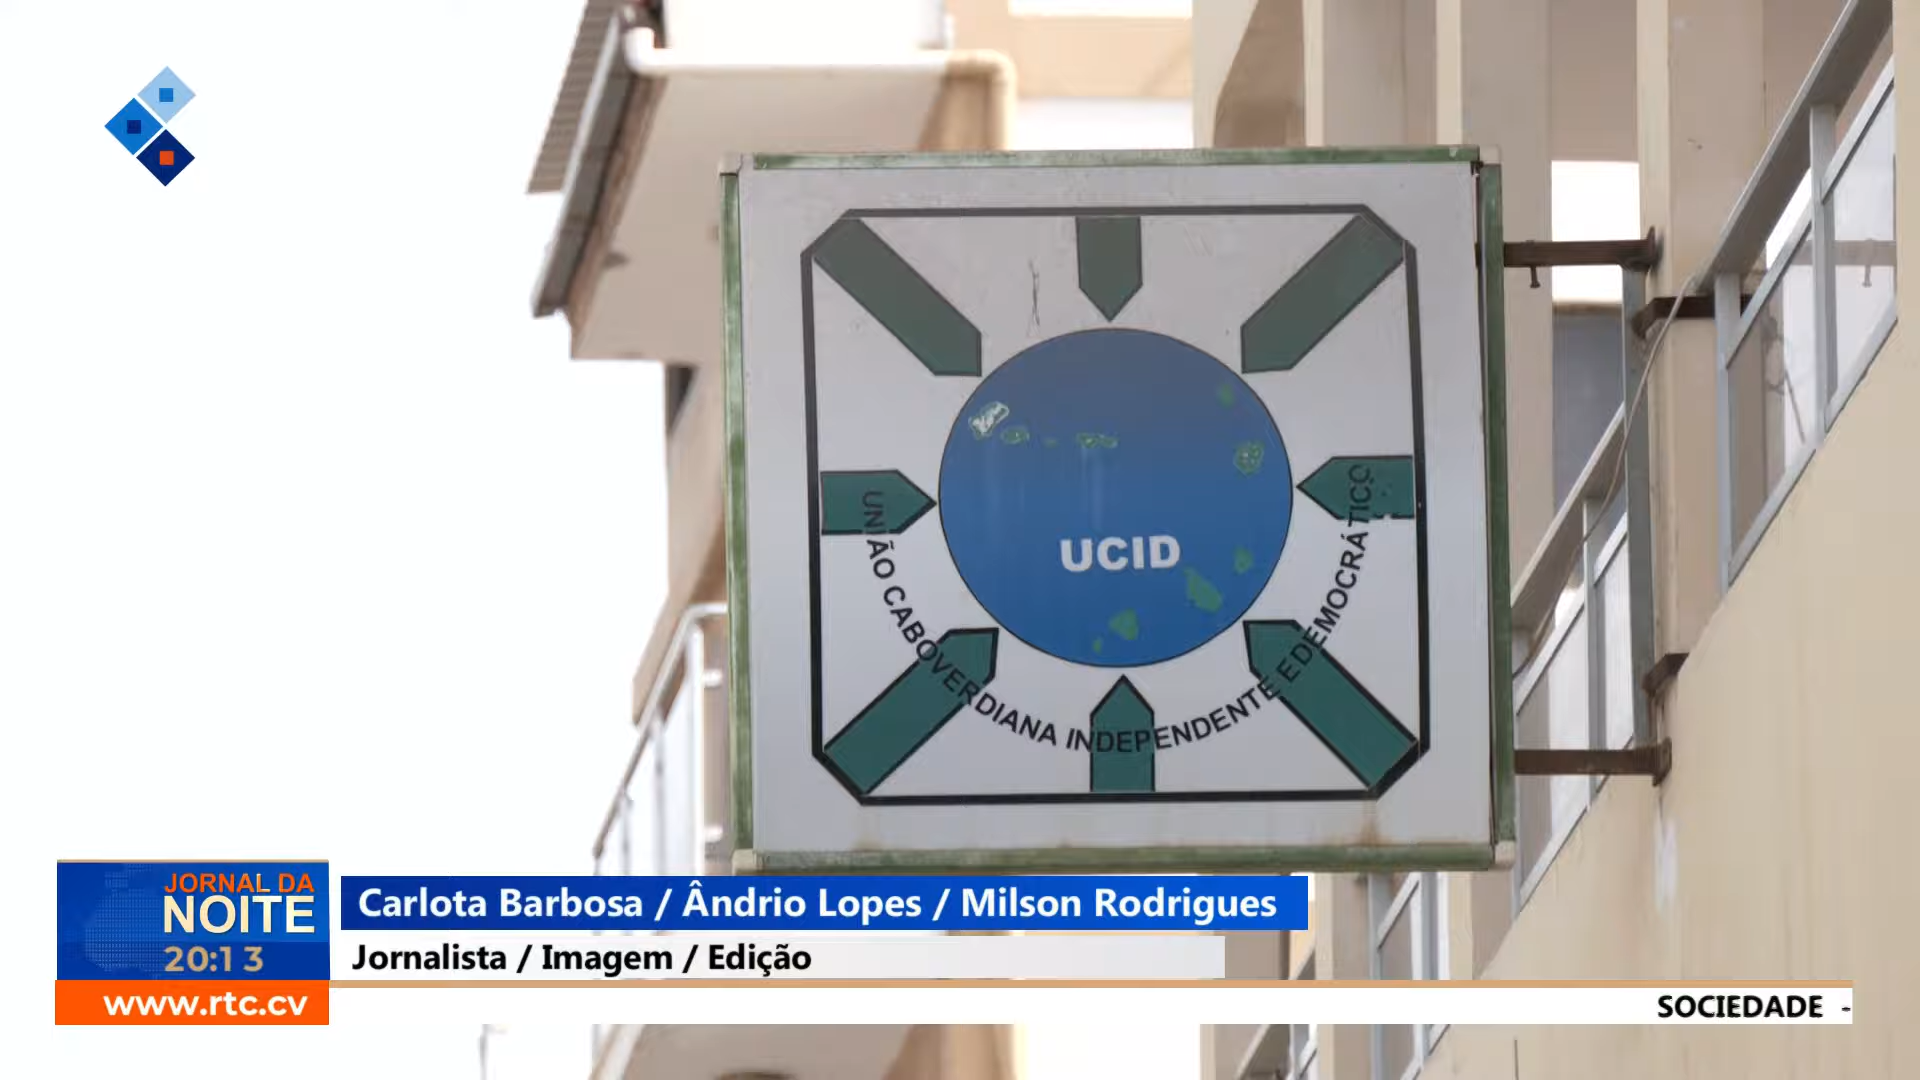 UCID
UNIÃO CABOVERDIANA INDEPENDENTE E DEMOCRÁTICO
JORNAL DA
NOITE
20:13
www.rtc.cv
Carlota Barbosa / Ândrio Lopes / Milson Rodrigues
Jornalista / Imagem / Edição
SOCIEDADE -